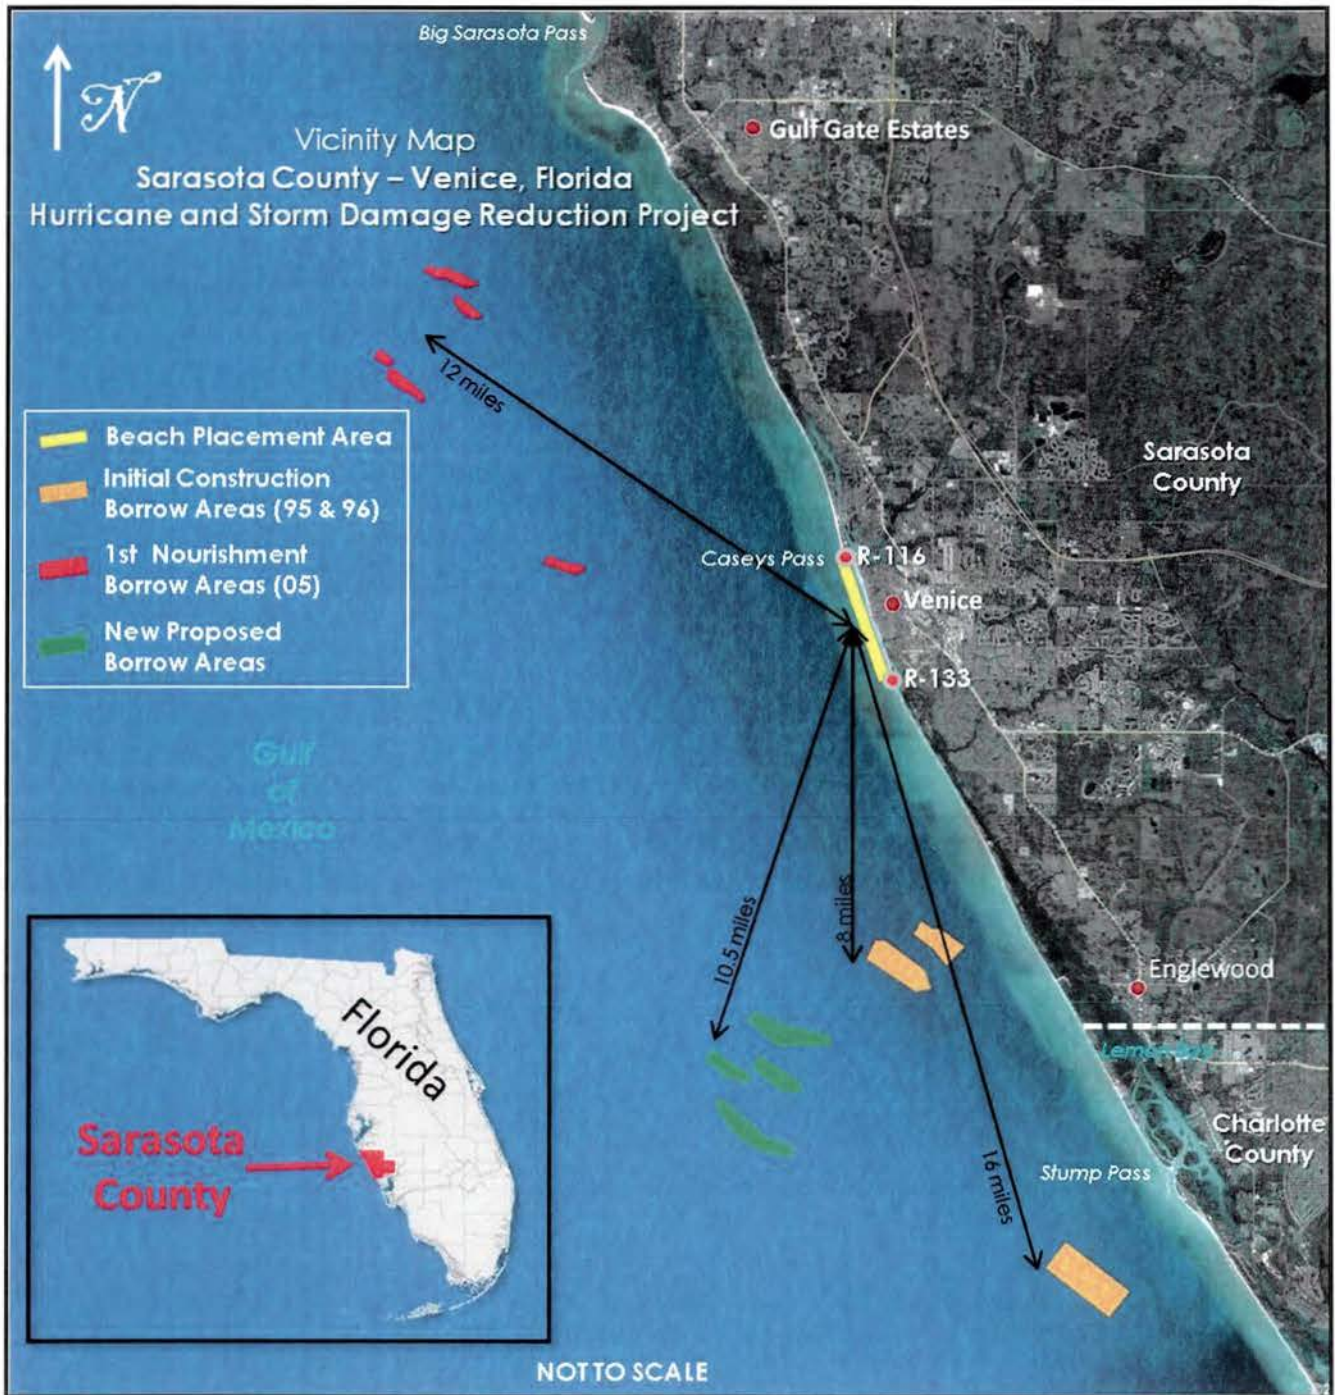 Big Sarasota Pass
N
Gulf Gate Estates
Vicinity Map
Sarasota County – Venice, Florida
Hurricane and Storm Damage Reduction Project
12 miles
Beach Placement Area
Initial Construction
Borrow Areas (95 & 96)
1st Nourishment
Borrow Areas (05)
New Proposed
Borrow Areas
Sarasota
County
Caseys Pass
R-116
Venice
R-133
Gulf
of
Mexico
10.5 miles
8 miles
Englewood
Lemon Bay
Charlotte
County
Stump Pass
16 miles
Florida
Sarasota
County
NOT TO SCALE